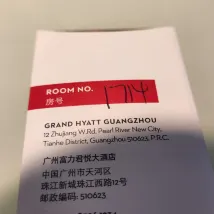 ROOM NO.
房号
1714
GRAND HYATT GUANGZHOU
12 Zhujiang W.Rd, Pearl River New City,
Tianhe District, Guangzhou 510623, P.R.C.
广州富力君悦大酒店
中国广州市天河区
珠江新城珠江西路12号
邮政编码: 510623